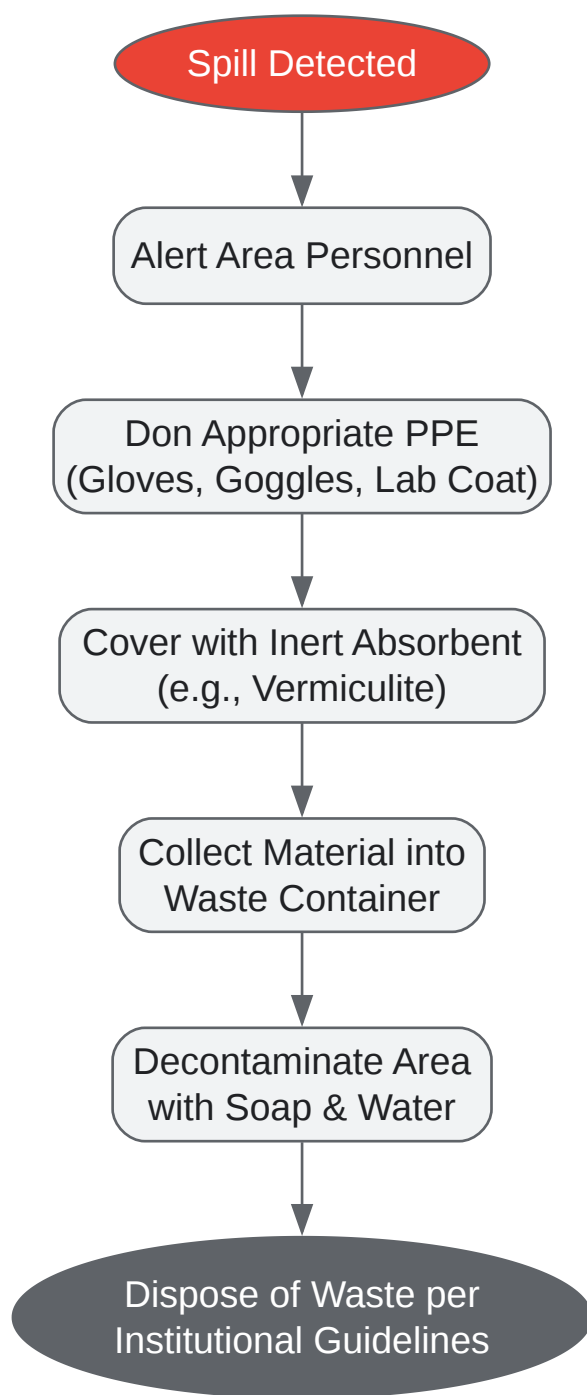 Spill Detected
Alert Area Personnel
Don Appropriate PPE
(Gloves, Goggles, Lab Coat)
Cover with Inert Absorbent
(e.g., Vermiculite)
Collect Material into
Waste Container
Decontaminate Area
with Soap & Water
Dispose of Waste per
Institutional Guidelines